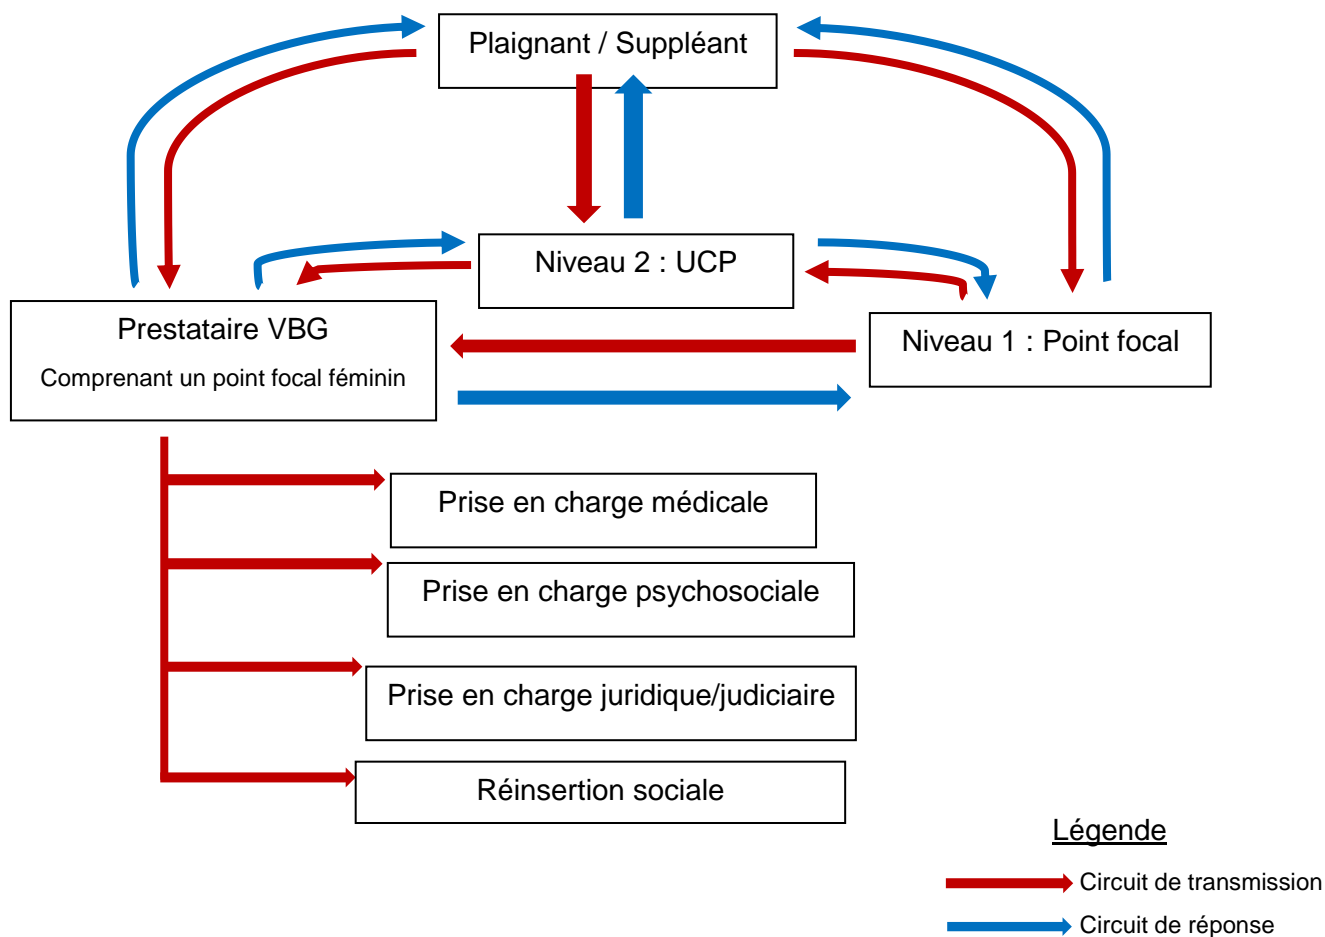 Plaignant / Suppléant
Niveau 2 : UCP
Prestataire VBG
Comprenant un point focal féminin
Niveau 1 : Point focal
Prise en charge médicale
Prise en charge psychosociale
Prise en charge juridique/judiciaire
Réinsertion sociale
Légende
Circuit de transmission
Circuit de réponse